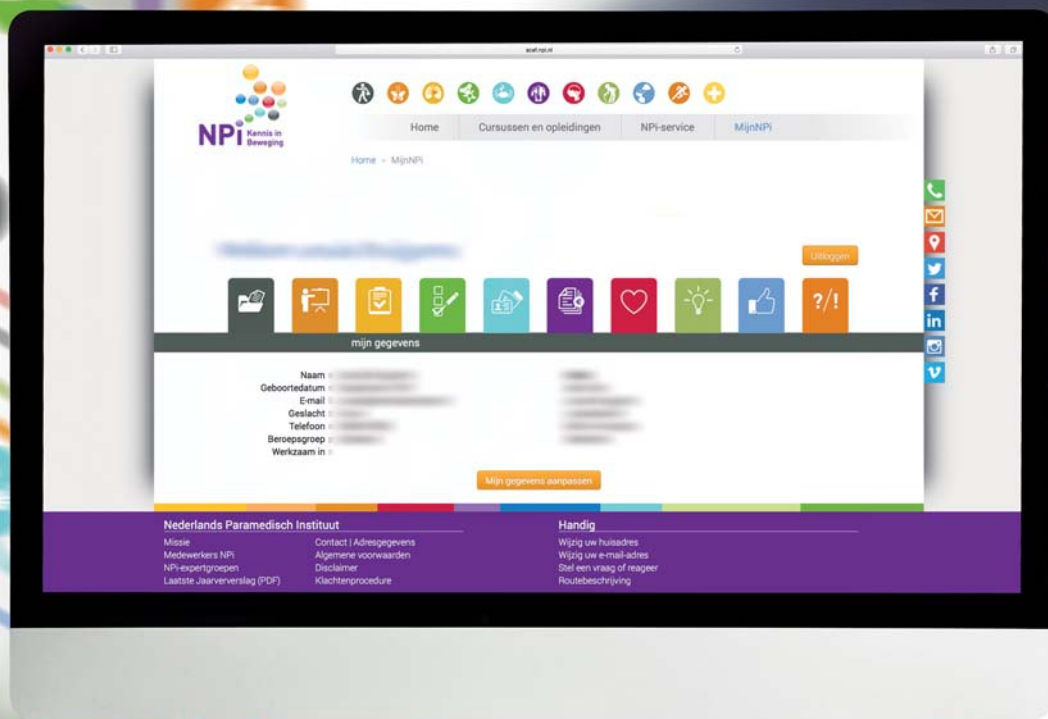 NPi Kennis in
Beweging
Home Cursussen en opleidingen NPi-service MijnNPi
Home > MijnNPi
Uitloggen
?/!
mijn gegevens
Naam
Geboortedatum
E-mail
Geslacht
Telefoon
Beroepsgroep
Werkzaam in
Mijn gegevens aanpassen
Nederlands Paramedisch Instituut
Missie
Medewerkers NPi
NPi-expertgroepen
Laatste Jaarververslag (PDF)
Contact | Adresgegevens
Algemene voorwaarden
Disclaimer
Klachtenprocedure
Handig
Wijzig uw huisadres
Wijzig uw e-mail-adres
Stel een vraag of reageer
Routebeschrijving